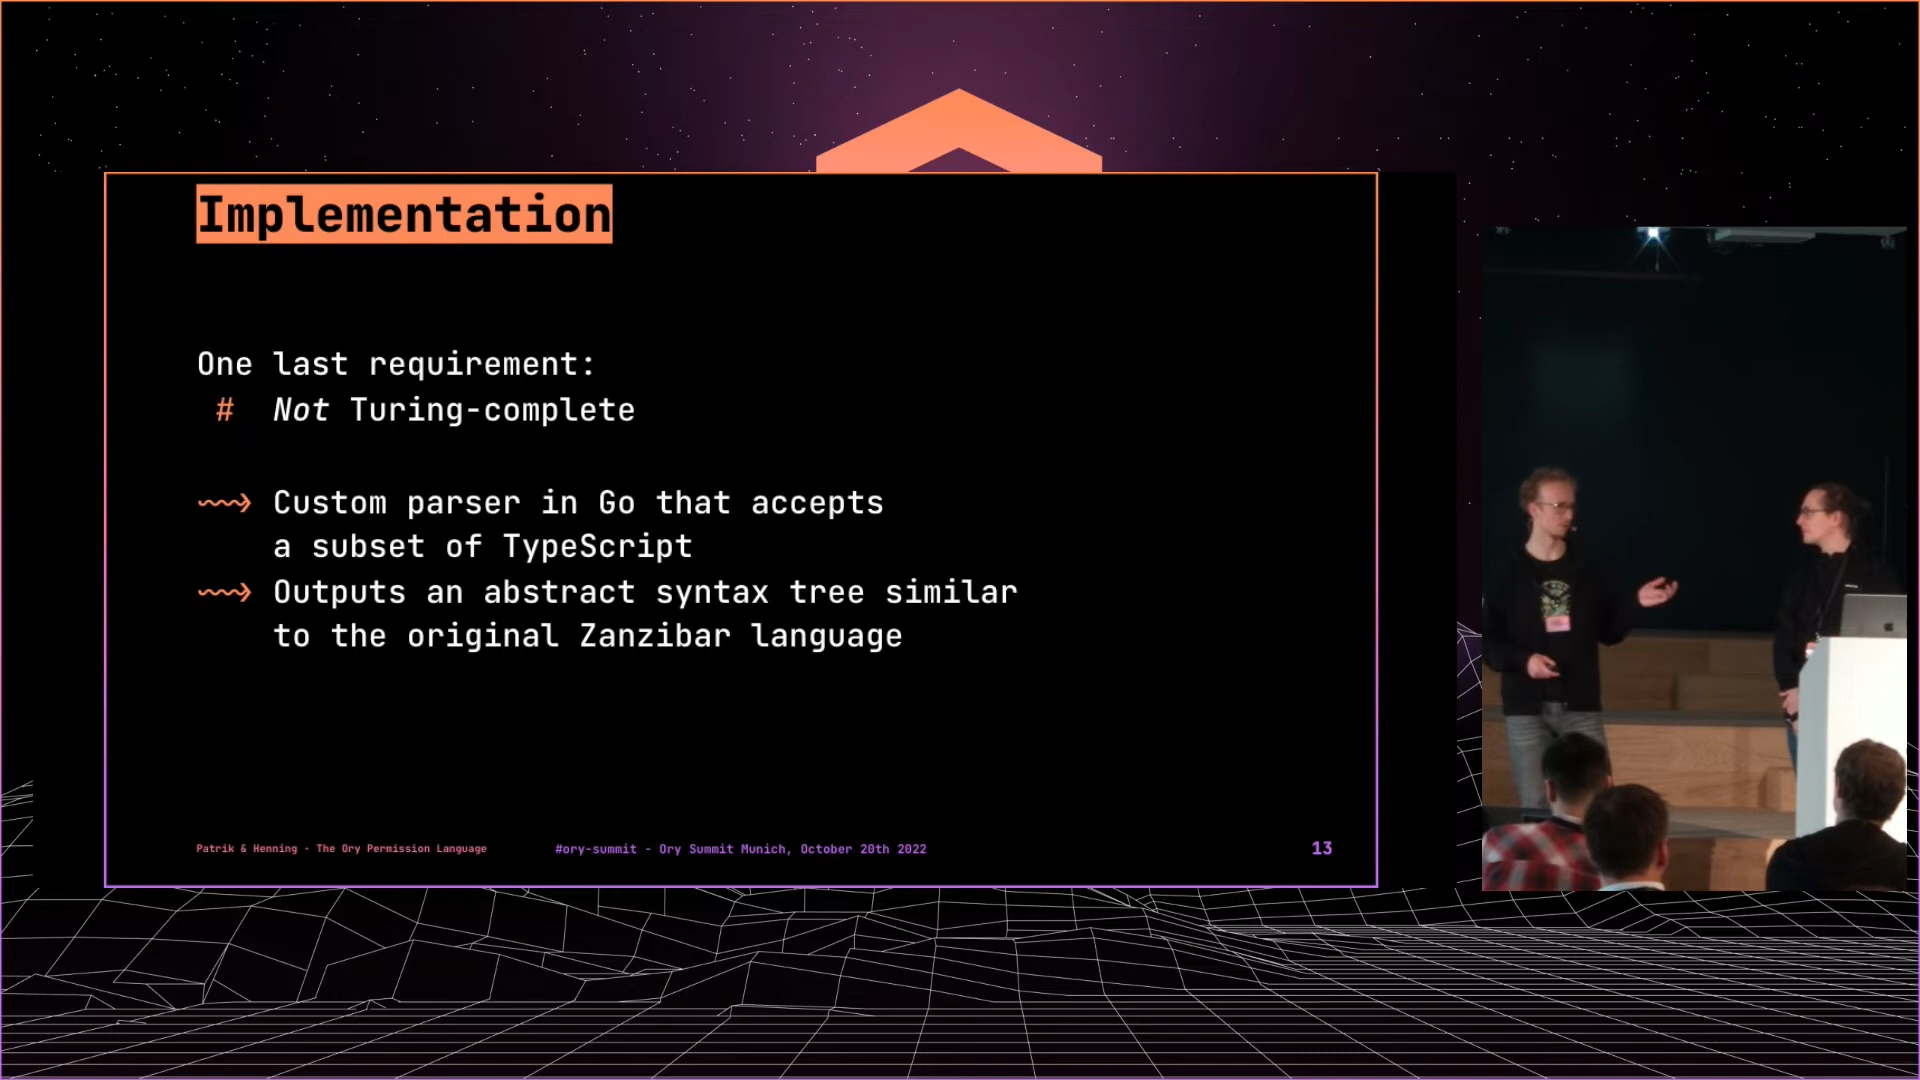 Implementation
One last requirement:
# Not Turing-complete
Custom parser in Go that accepts
a subset of TypeScript
Outputs an abstract syntax tree similar
to the original Zanzibar language
Patrik & Henning - The Ory Permission Language
#ory-summit - Ory Summit Munich, October 20th 2022
13